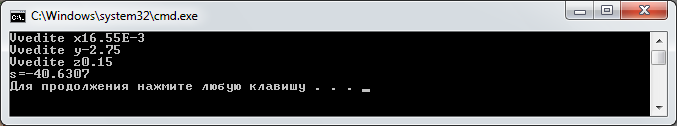 C:\Windows\system32\cmd.exe
Vvedite x16.55E-3
Vvedite y-2.75
Vvedite z0.15
s=-40.6307
Для продолжения нажмите любую клавишу . . . _